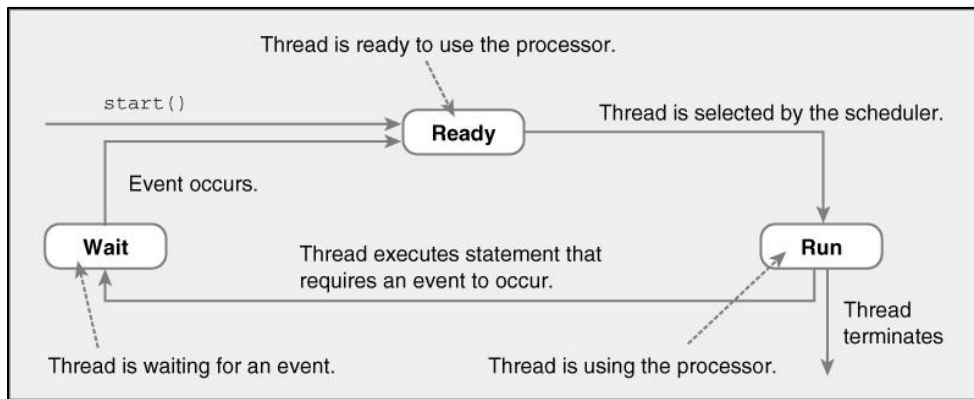 Thread is ready to use the processor.
start()
Ready
Thread is selected by the scheduler.
Event occurs.
Wait
Thread executes statement that
requires an event to occur.
Run
Thread
terminates
Thread is waiting for an event.
Thread is using the processor.